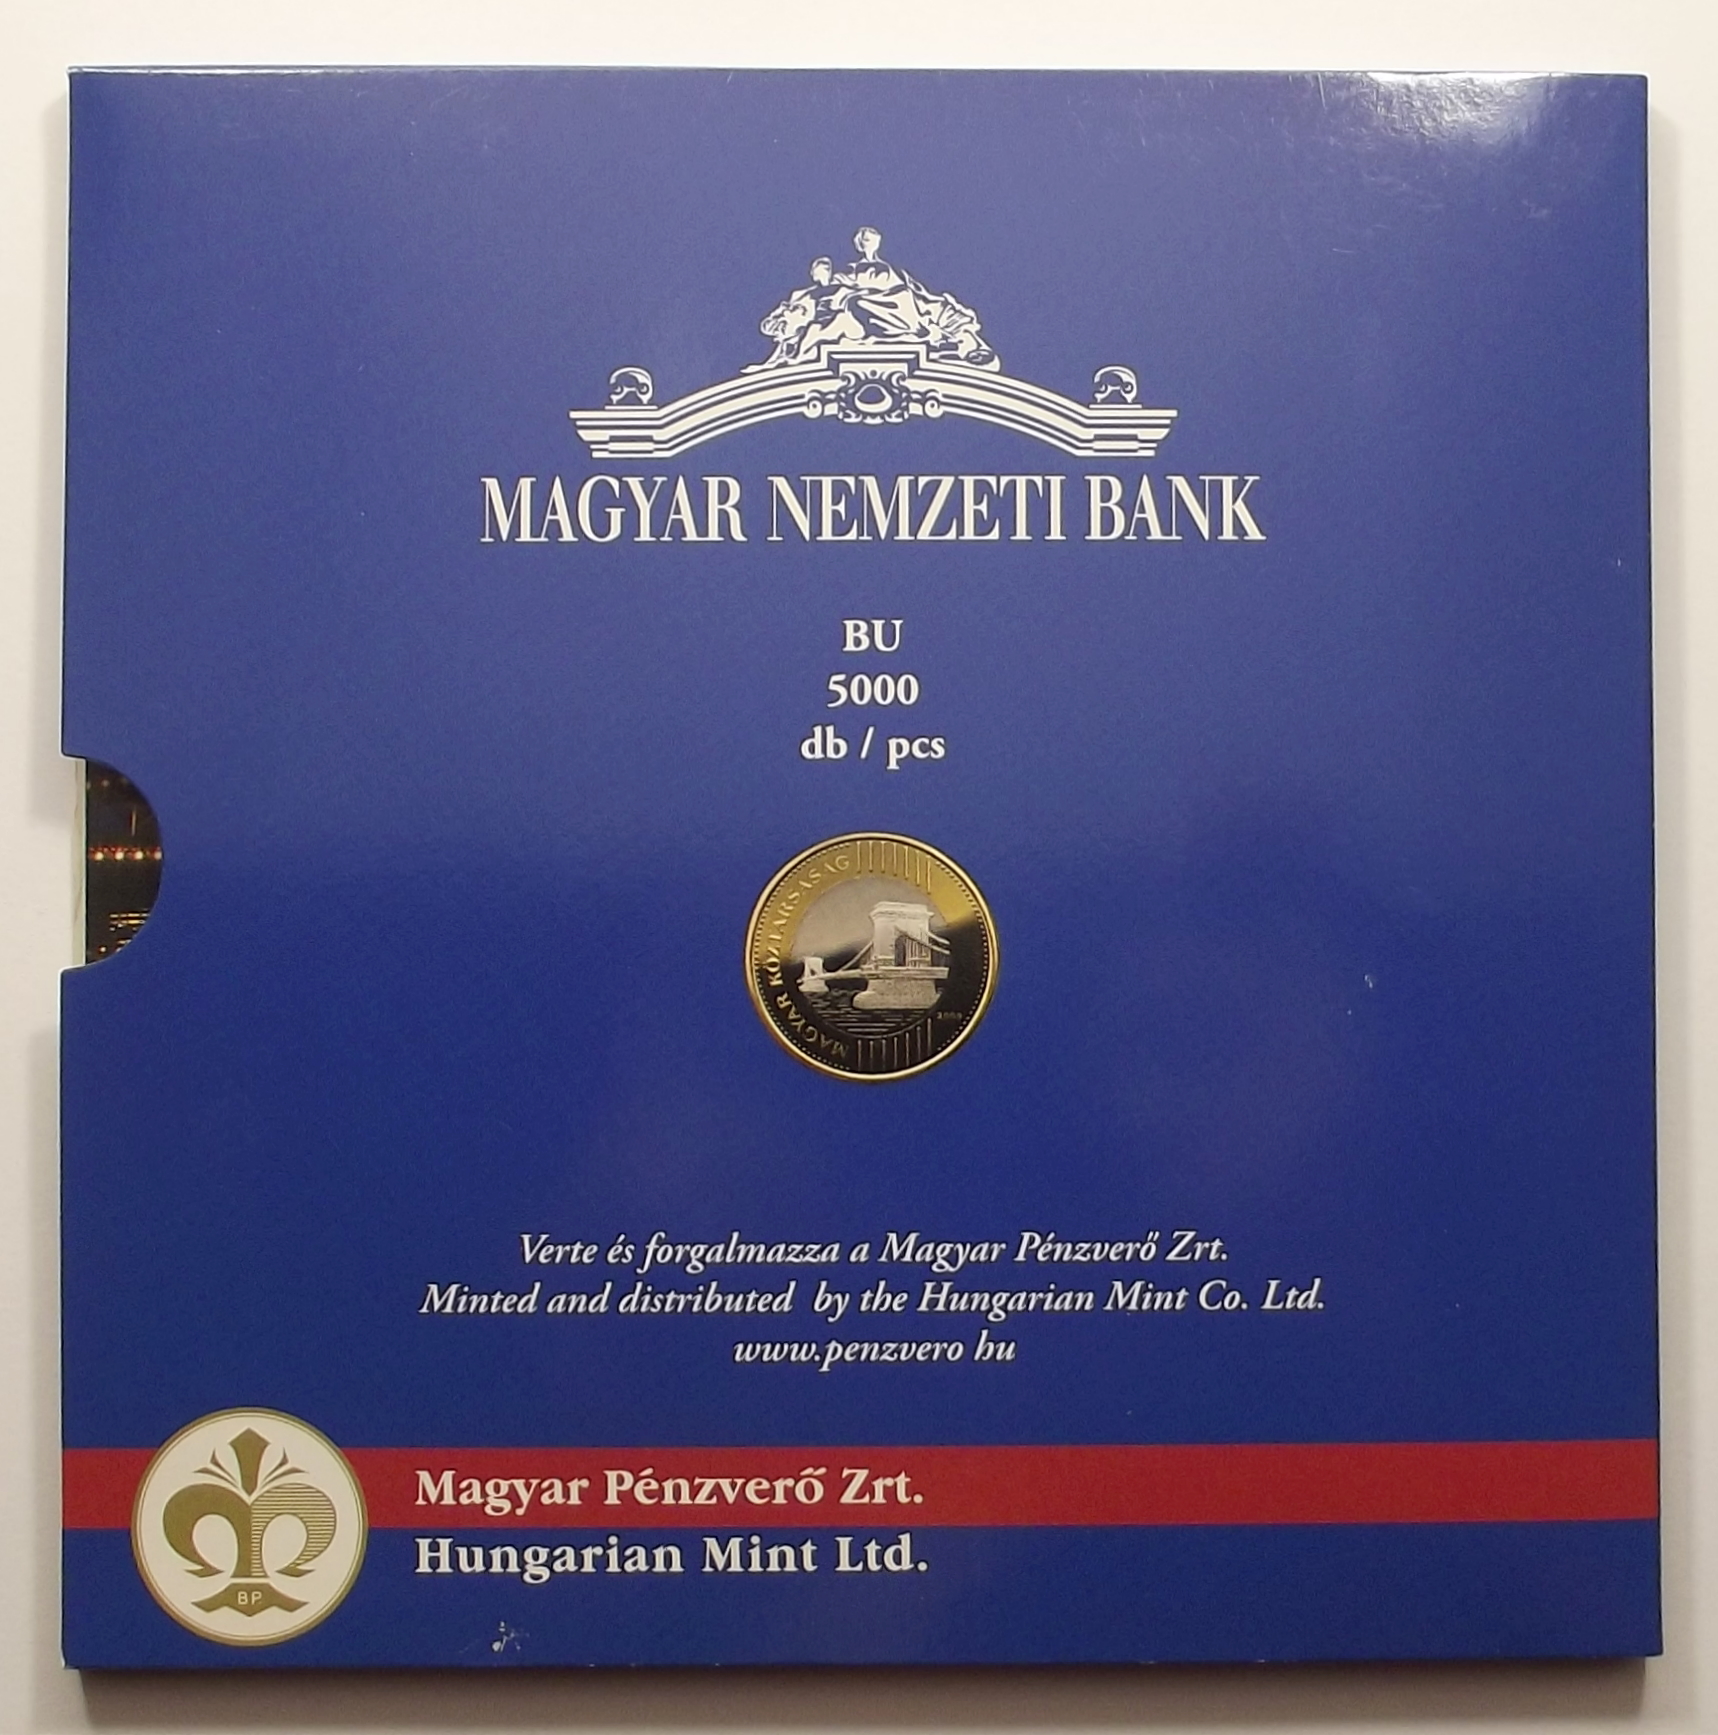 MAGYAR NEMZETI BANK
BU
5000
db / pcs
MAGYAR KÖZTÁRSASÁG
2009
Verte és forgalmazza a Magyar Pénzverő Zrt.
Minted and distributed by the Hungarian Mint Co. Ltd.
www.penzvero hu
Magyar Pénzverő Zrt.
Hungarian Mint Ltd.
BP.